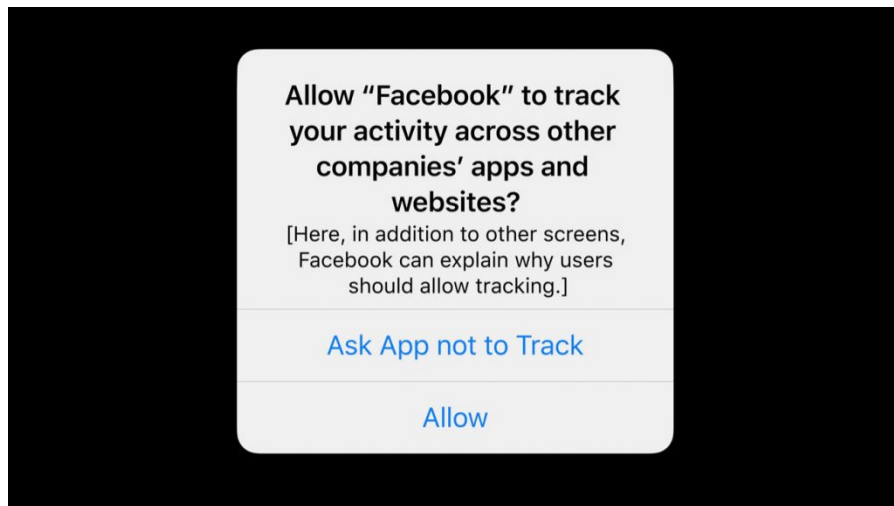 Allow “Facebook” to track
your activity across other
companies’ apps and
websites?
[Here, in addition to other screens,
Facebook can explain why users
should allow tracking.]
Ask App not to Track
Allow